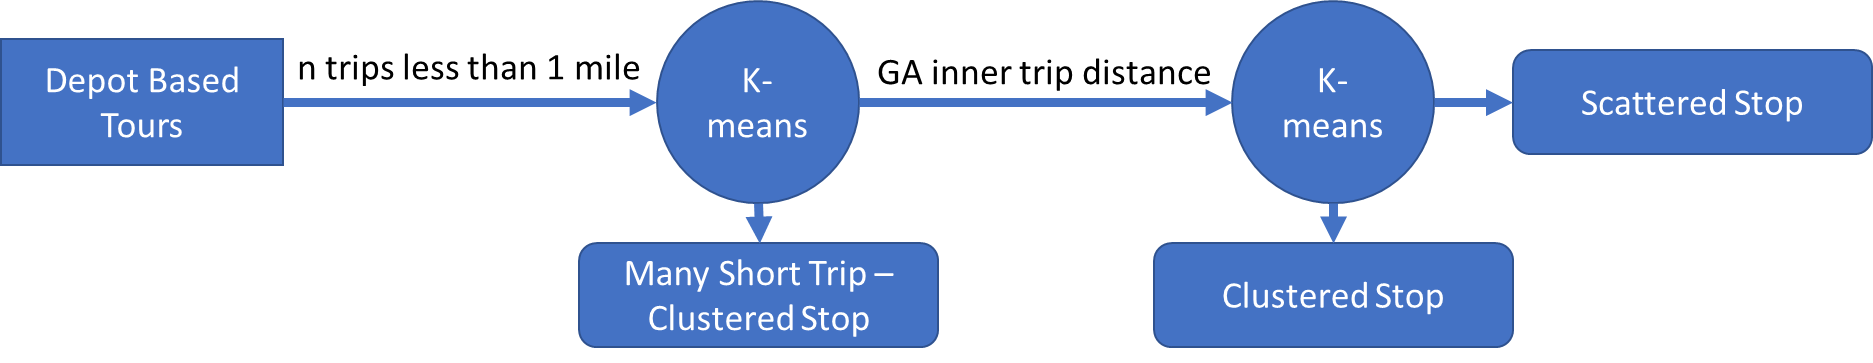 Depot Based
Tours
n trips less than 1 mile
K-
means
GA inner trip distance
K-
means
Scattered Stop
Many Short Trip –
Clustered Stop
Clustered Stop